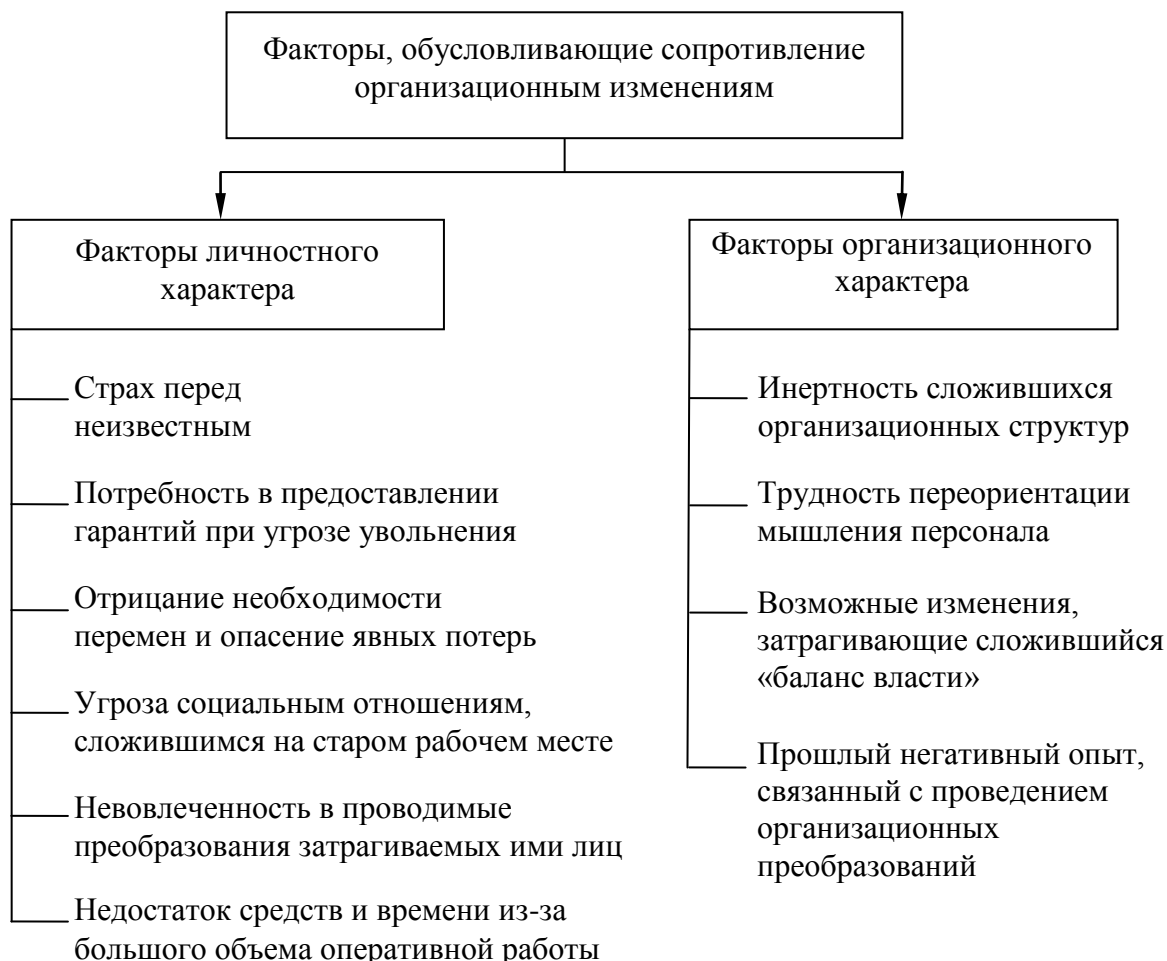 Факторы, обусловливающие сопротивление
организационным изменениям
Факторы личностного
характера
Страх перед
неизвестным
Потребность в предоставлении
гарантий при угрозе увольнения
Отрицание необходимости
перемен и опасение явных потерь
Угроза социальным отношениям,
сложившимся на старом рабочем месте
Невовлеченность в проводимые
преобразования затрагиваемых ими лиц
Недостаток средств и времени из-за
большого объема оперативной работы
Факторы организационного
характера
Инертность сложившихся
организационных структур
Трудность переориентации
мышления персонала
Возможные изменения,
затрагивающие сложившийся
«баланс власти»
Прошлый негативный опыт,
связанный с проведением
организационных
преобразований